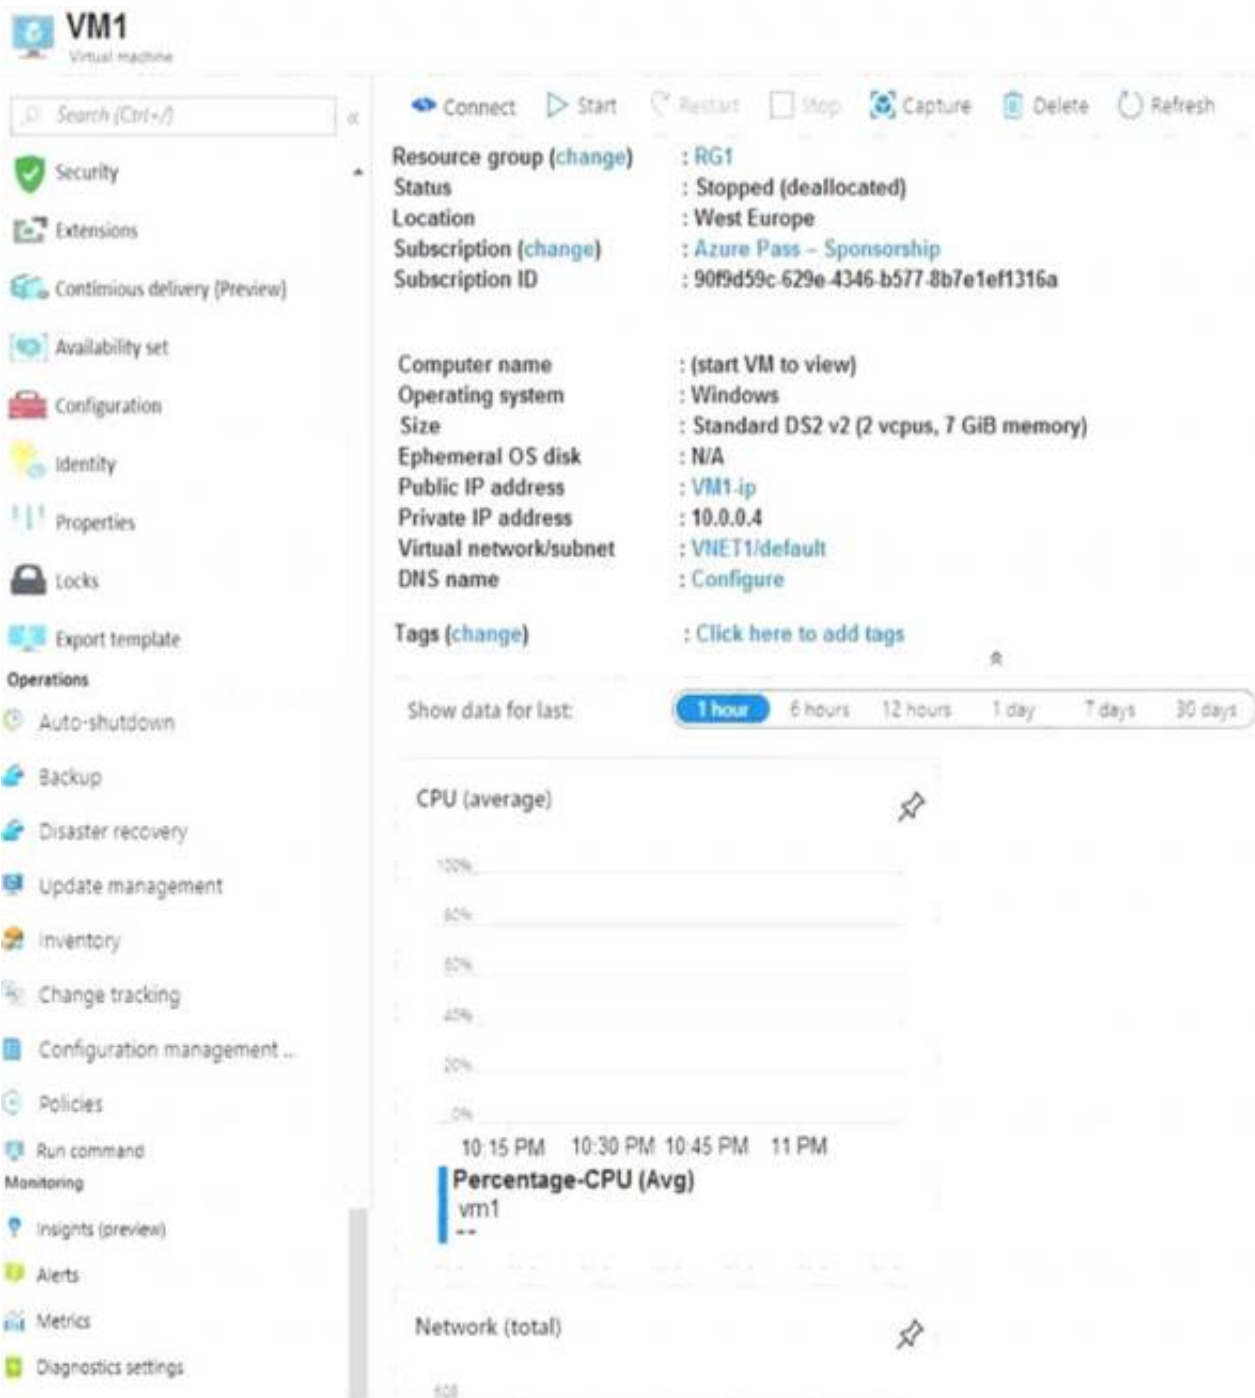 VM1
Virtual machine
Search (Ctrl+/)
«
Connect Start Restart Stop Capture Delete Refresh
Security
Extensions
Contimious delivery (Preview)
Availability set
Configuration
Identity
Properties
Locks
Export template
Operations
Auto-shutdown
Backup
Disaster recovery
Update management
Inventory
Change tracking
Configuration management ...
Policies
Run command
Monitoring
Insights (preview)
Alerts
Metrics
Diagnostics settings
Resource group (change) : RG1
Status : Stopped (deallocated)
Location : West Europe
Subscription (change) : Azure Pass – Sponsorship
Subscription ID : 90f9d59c-629e-4346-b577-8b7e1ef1316a
Computer name : (start VM to view)
Operating system : Windows
Size : Standard DS2 v2 (2 vcpus, 7 GiB memory)
Ephemeral OS disk : N/A
Public IP address : VM1-ip
Private IP address : 10.0.0.4
Virtual network/subnet : VNET1/default
DNS name : Configure
Tags (change) : Click here to add tags
Show data for last: 1 hour 6 hours 12 hours 1 day 7 days 30 days
CPU (average)
100%
80%
60%
40%
20%
0%
10:15 PM 10:30 PM 10:45 PM 11 PM
Percentage-CPU (Avg)
vm1
--
Network (total)